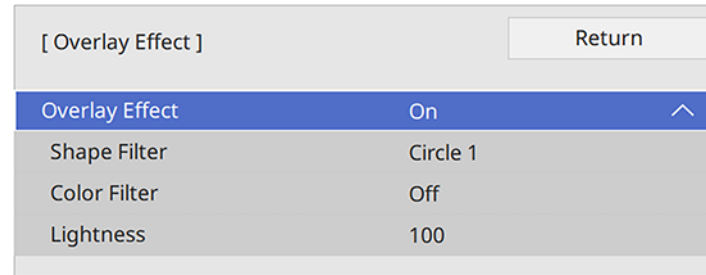 [ Overlay Effect ] Return
Overlay Effect On
Shape Filter Circle 1
Color Filter Off
Lightness 100